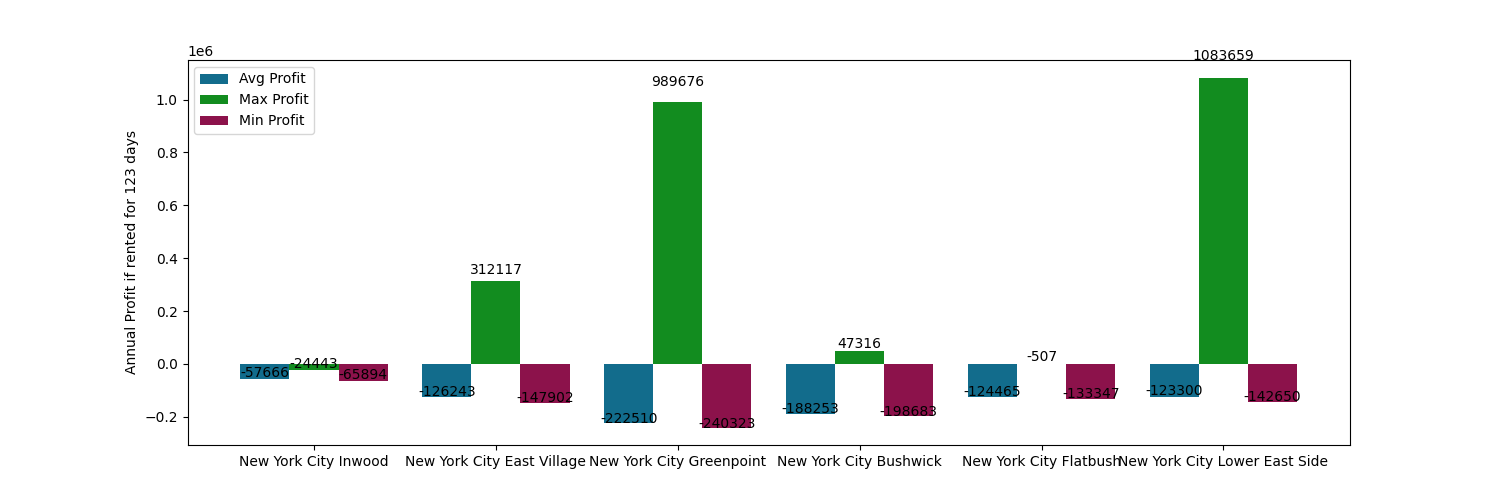 1e6
Avg Profit
Max Profit
Min Profit
Annual Profit if rented for 123 days
1.0
0.8
0.6
0.4
0.2
0.0
−0.2
-57666
-24443
-65894
-126243
312117
-147902
-222510
989676
-240323
-188253
47316
-198683
-124465
-507
-133347
-123300
1083659
-142650
New York City Inwood
New York City East Village
New York City Greenpoint
New York City Bushwick
New York City Flatbush
New York City Lower East Side